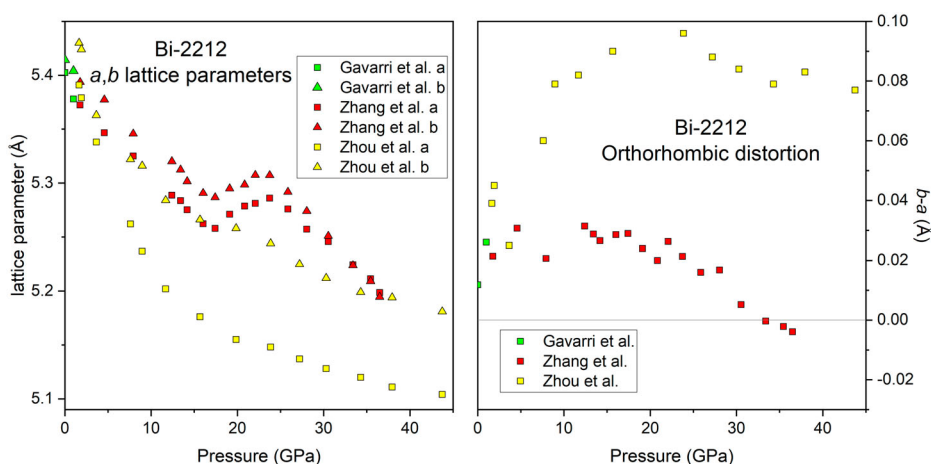 Bi-2212
a,b lattice parameters
Gavarri et al. a
Gavarri et al. b
Zhang et al. a
Zhang et al. b
Zhou et al. a
Zhou et al. b
5.4
5.3
5.2
5.1
lattice parameter (Å)
0
10
20
30
40
Pressure (GPa)
Bi-2212
Orthorhombic distortion
Gavarri et al.
Zhang et al.
Zhou et al.
0.10
0.08
0.06
0.04
0.02
0.00
-0.02
b-a (Å)
0
10
20
30
40
Pressure (GPa)